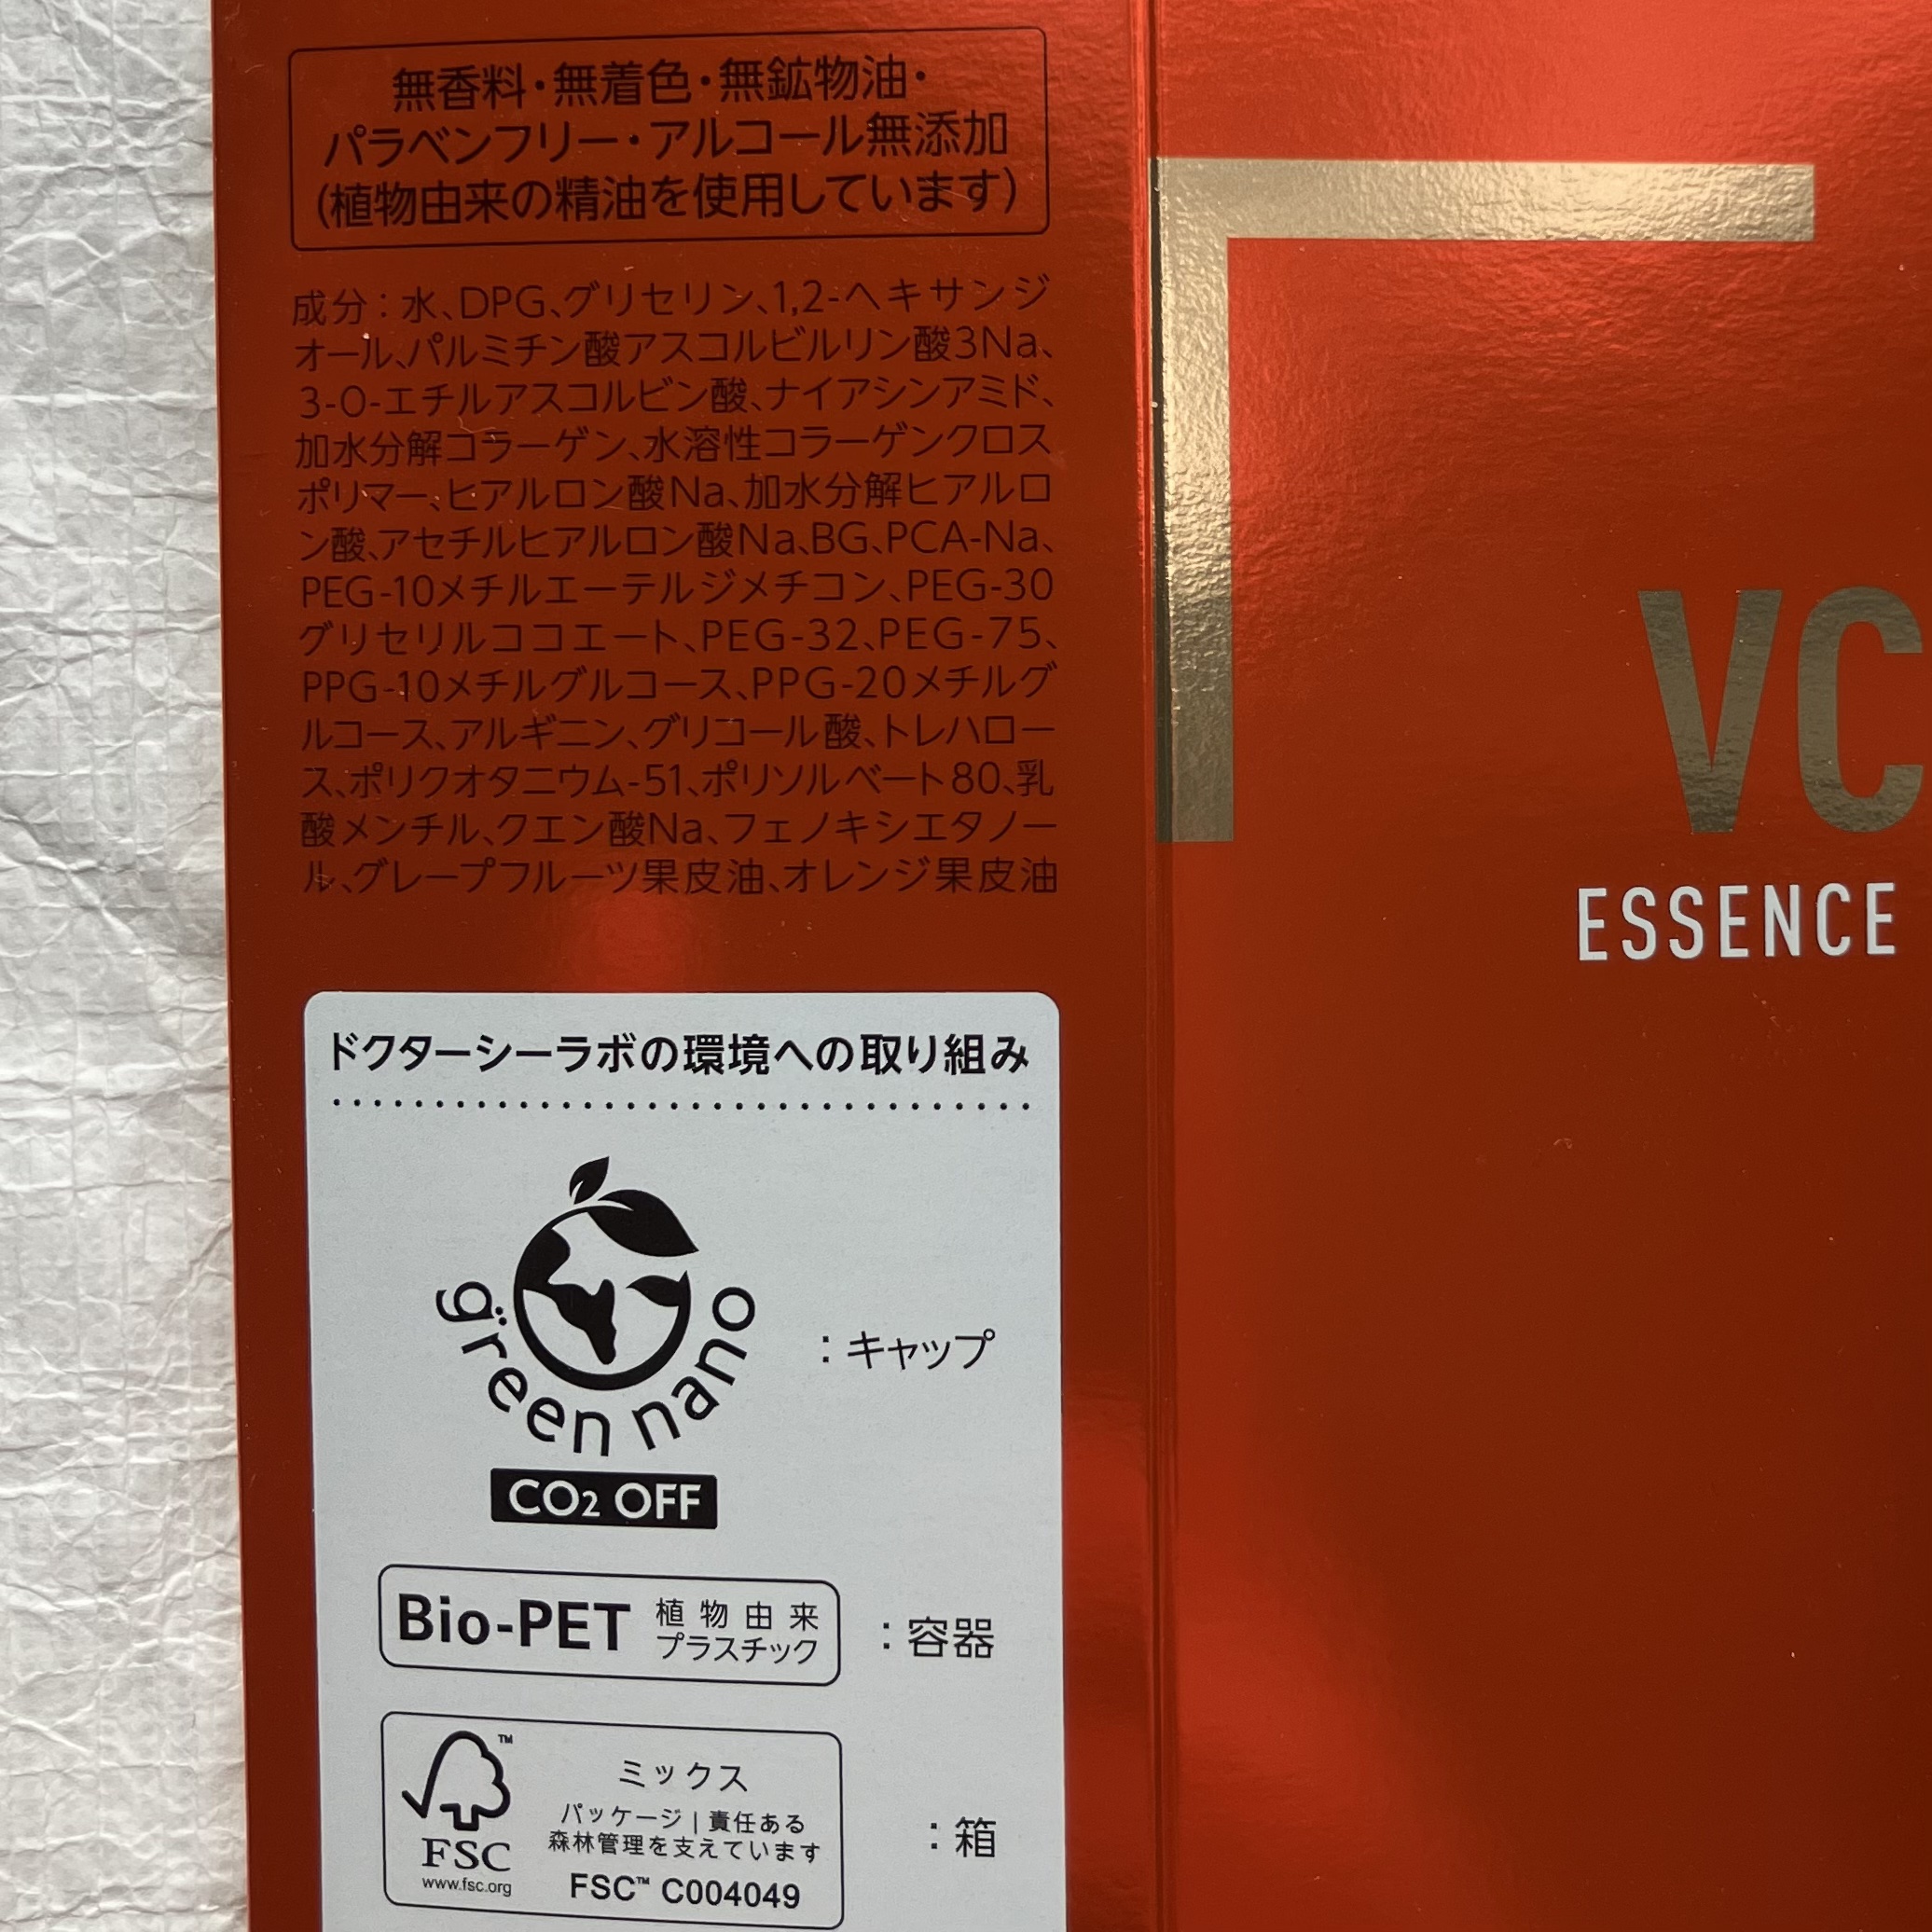 無香料・無着色・無鉱物油・
パラベンフリー・アルコール無添加
(植物由来の精油を使用しています)
成分：水、DPG、グリセリン、1,2-ヘキサンジ
オール、パルミチン酸アスコルビルリン酸3Na、
3-O-エチルアスコルビン酸、ナイアシンアミド、
加水分解コラーゲン、水溶性コラーゲンクロス
ポリマー、ヒアルロン酸Na、加水分解ヒアルロ
ン酸、アセチルヒアルロン酸Na、BG、PCA-Na、
PEG-10メチルエーテルジメチコン、PEG-30
グリセリルココエート、PEG-32、PEG-75、
PPG-10メチルグルコース、PPG-20メチルグ
ルコース、アルギニン、グリコール酸、トレハロー
ス、ポリクオタニウム-51、ポリソルベート80、乳
酸メンチル、クエン酸Na、フェノキシエタノー
ル、グレープフルーツ果皮油、オレンジ果皮油
ドクターシーラボの環境への取り組み
green nano
：キャップ
CO2 OFF
Bio-PET 植物由来
プラスチック
：容器
FSC™
www.fsc.org
ミックス
パッケージ | 責任ある
森林管理を支えています
FSC™ C004049
：箱
VC
ESSENCE